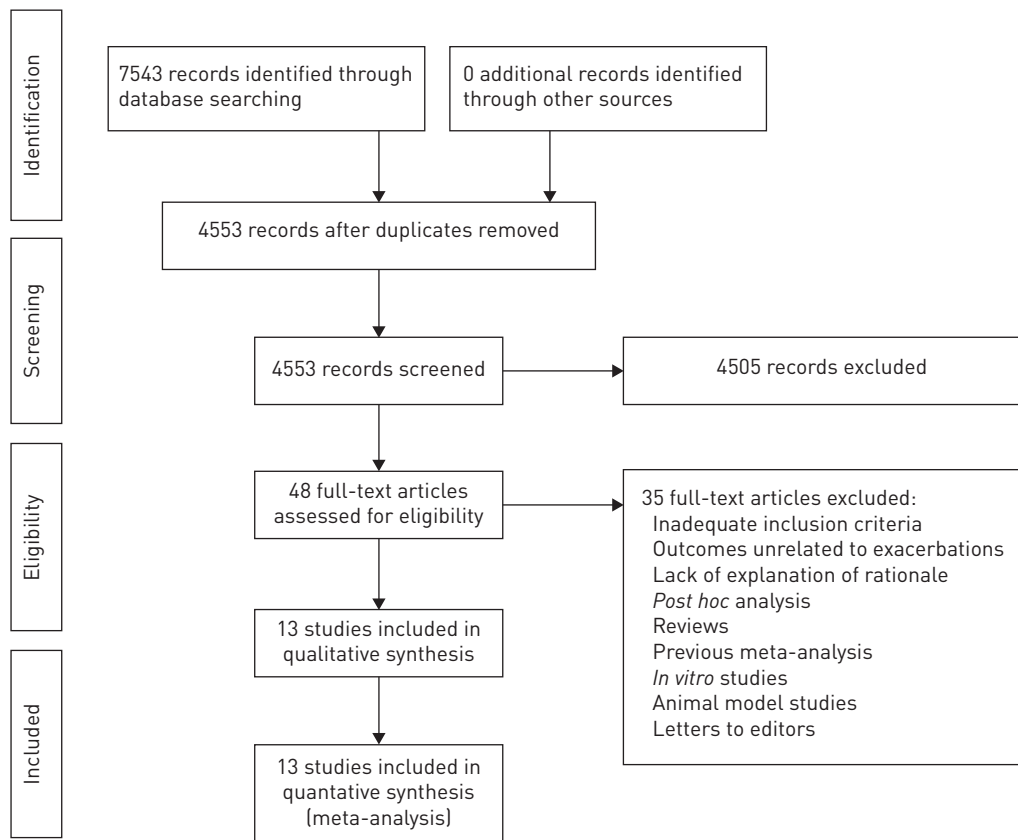 Identification
7543 records identified through
database searching
0 additional records identified
through other sources
4553 records after duplicates removed
Screening
4553 records screened
4505 records excluded
Eligibility
48 full-text articles
assessed for eligibility
35 full-text articles excluded:
Inadequate inclusion criteria
Outcomes unrelated to exacerbations
Lack of explanation of rationale
Post hoc analysis
Reviews
Previous meta-analysis
In vitro studies
Animal model studies
Letters to editors
13 studies included in
qualitative synthesis
Included
13 studies included in
quantative synthesis
(meta-analysis)